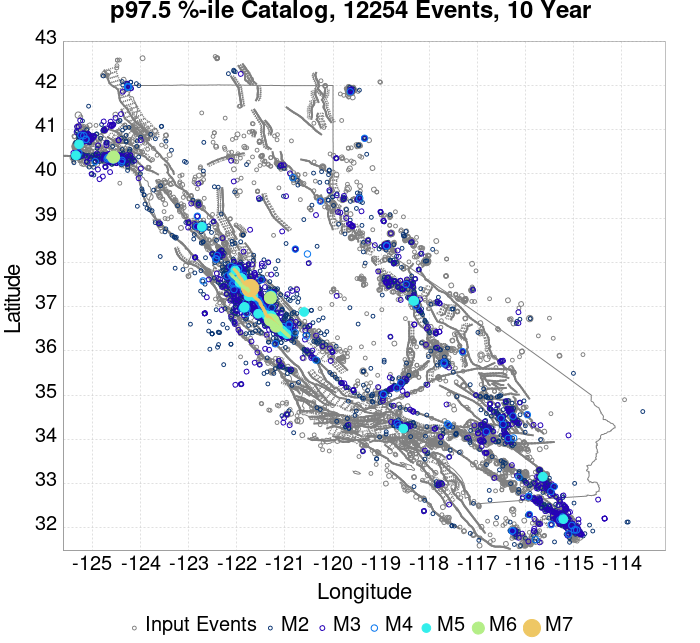 p97.5 %-ile Catalog, 12254 Events, 10 Year
43
42
41
40
39
38
37
36
35
34
33
32
Latitude
-125 -124 -123 -122 -121 -120 -119 -118 -117 -116 -115 -114
Longitude
Input Events M2 M3 M4 M5 M6 M7